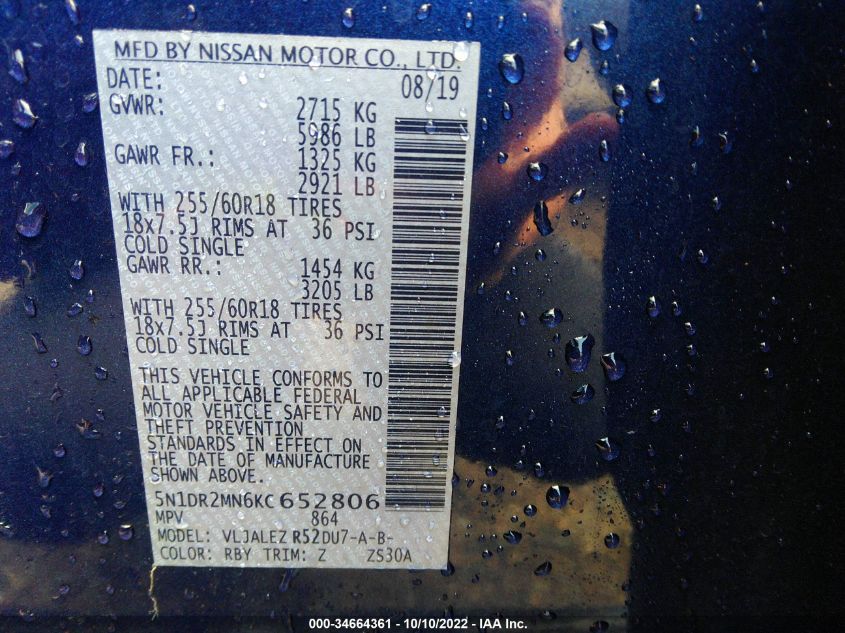 MFD BY NISSAN MOTOR CO., LTD.
DATE: 08/19
GVWR: 2715 KG
5986 LB
GAWR FR.: 1325 KG
2921 LB
WITH 255/60R18 TIRES
18x7.5J RIMS AT 36 PSI
COLD SINGLE
GAWR RR.: 1454 KG
3205 LB
WITH 255/60R18 TIRES
18x7.5J RIMS AT 36 PSI
COLD SINGLE
THIS VEHICLE CONFORMS TO
ALL APPLICABLE FEDERAL
MOTOR VEHICLE SAFETY AND
THEFT PREVENTION
STANDARDS IN EFFECT ON
THE DATE OF MANUFACTURE
SHOWN ABOVE.
5N1DR2MN6KC652806
MPV 864
MODEL: VLJALEZ R52DU7-A-B-
COLOR: RBY TRIM: Z ZS30A
000-34664361 - 10/10/2022 - IAA Inc.